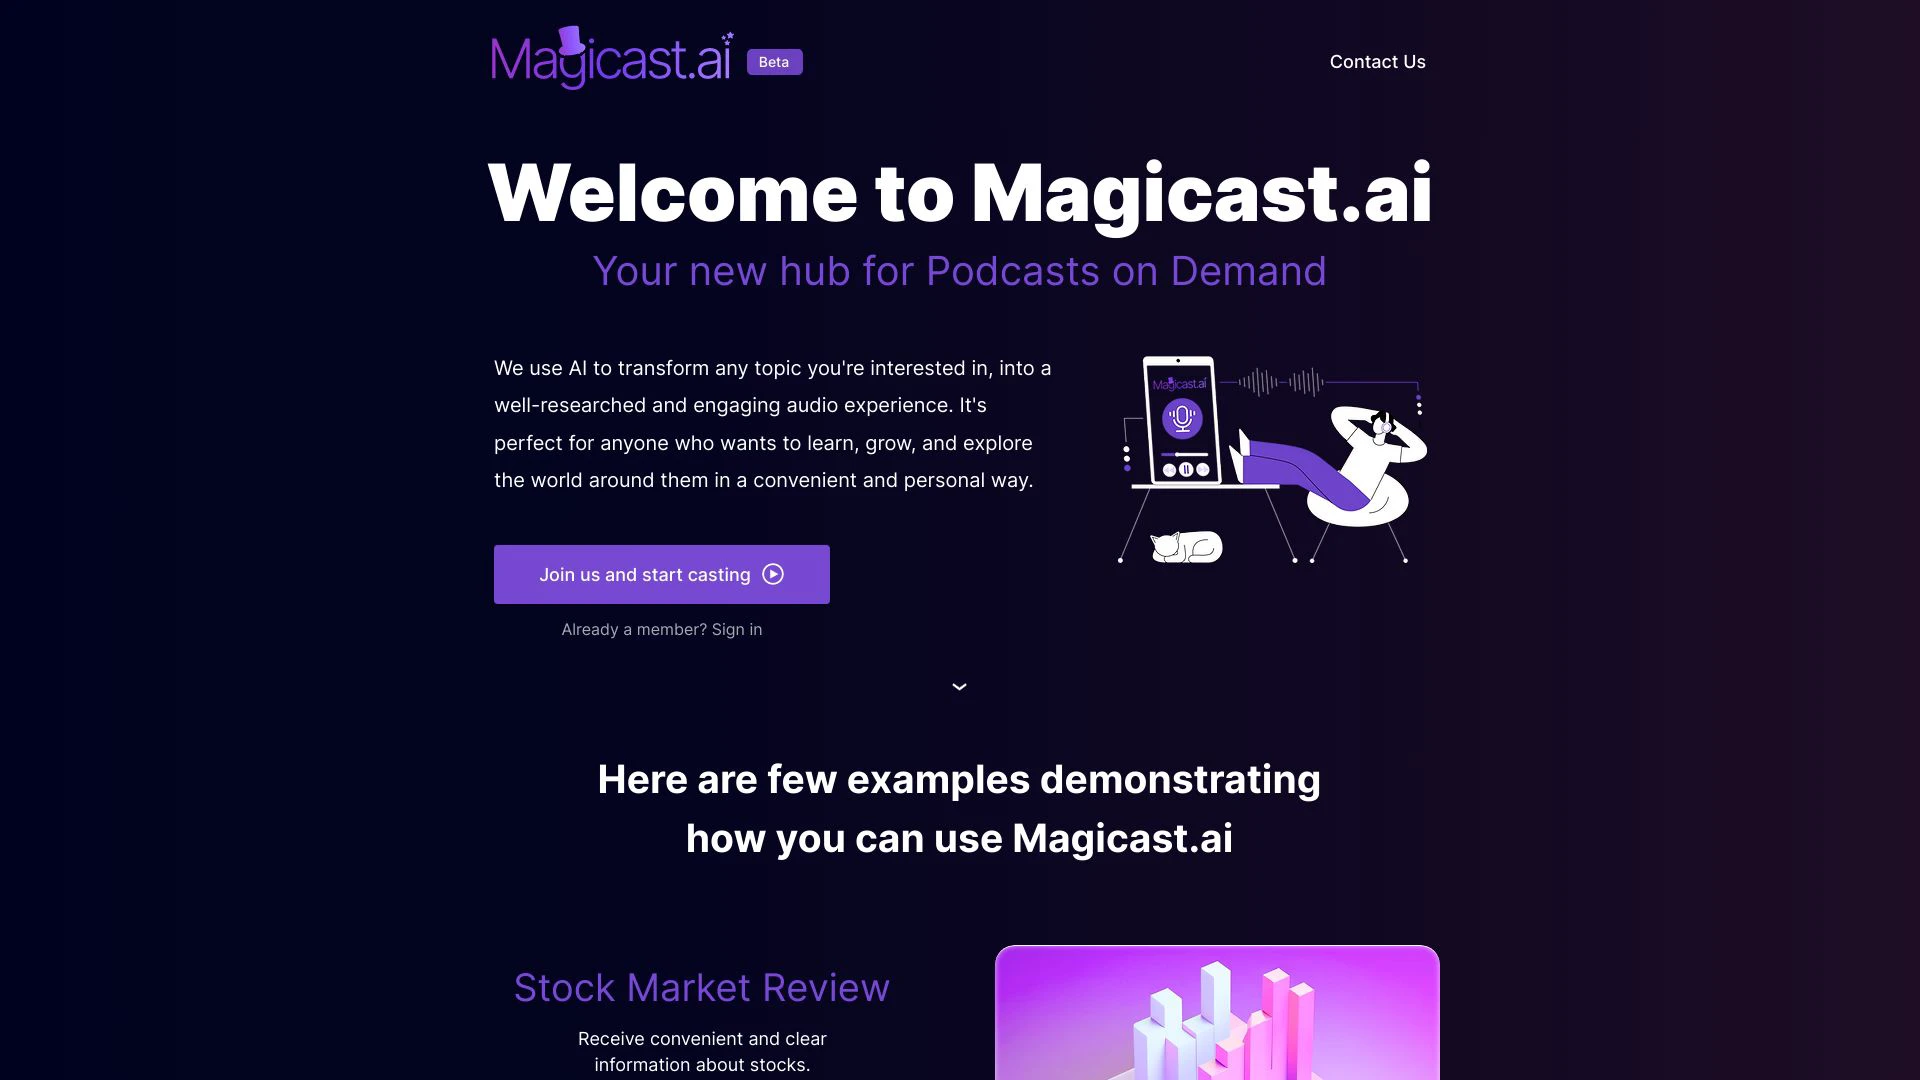 Magicast.ai
Beta
Contact Us
Welcome to Magicast.ai
Your new hub for Podcasts on Demand
We use AI to transform any topic you're interested in, into a
well-researched and engaging audio experience. It's
perfect for anyone who wants to learn, grow, and explore
the world around them in a convenient and personal way.
Magicast.ai
Join us and start casting
Already a member? Sign in
Here are few examples demonstrating
how you can use Magicast.ai
Stock Market Review
Receive convenient and clear
information about stocks.